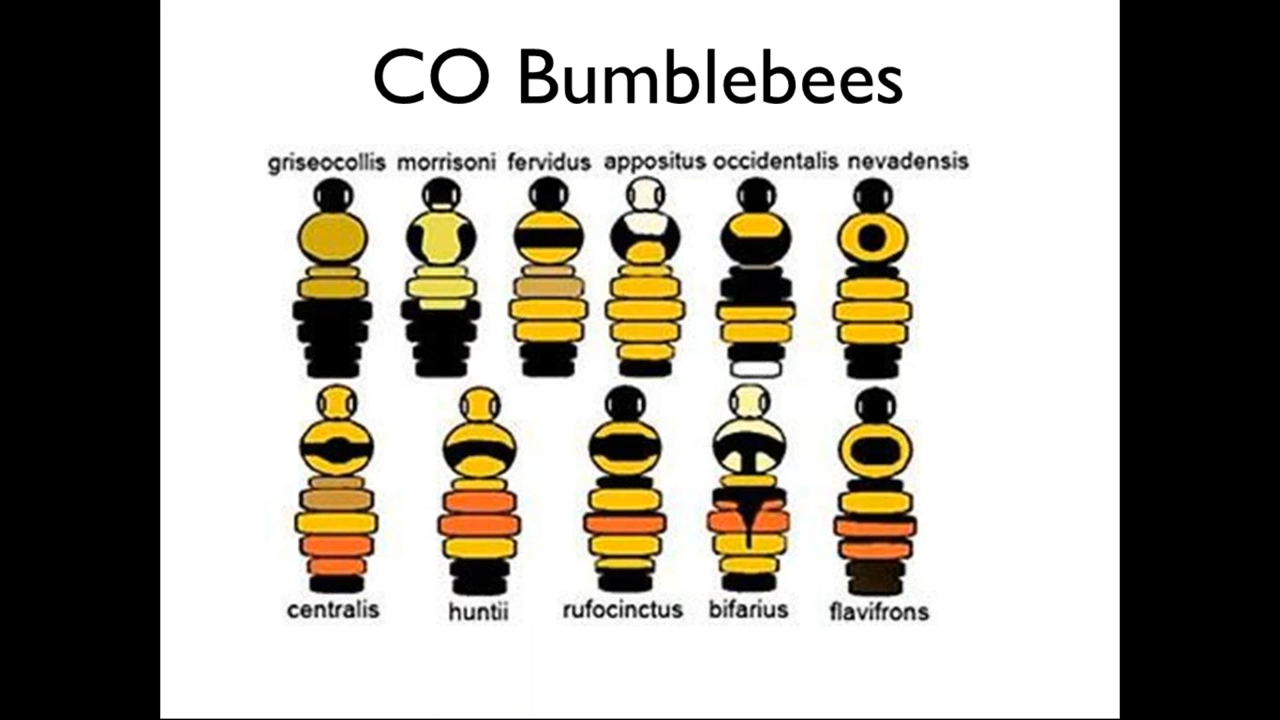 CO Bumblebees
griseocollis morrisoni fervidus appositus occidentalis nevadensis
centralis huntii rufocinctus bifarius flavifrons